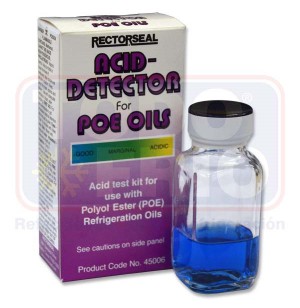 RECTORSEAL
ACID-
DETECTOR
For
POE OILS
GOOD MARGINAL ACIDIC
Acid test kit for
use with
Polyol Ester (POE)
Refrigeration Oils
See cautions on side panel
Product Code No. 45006